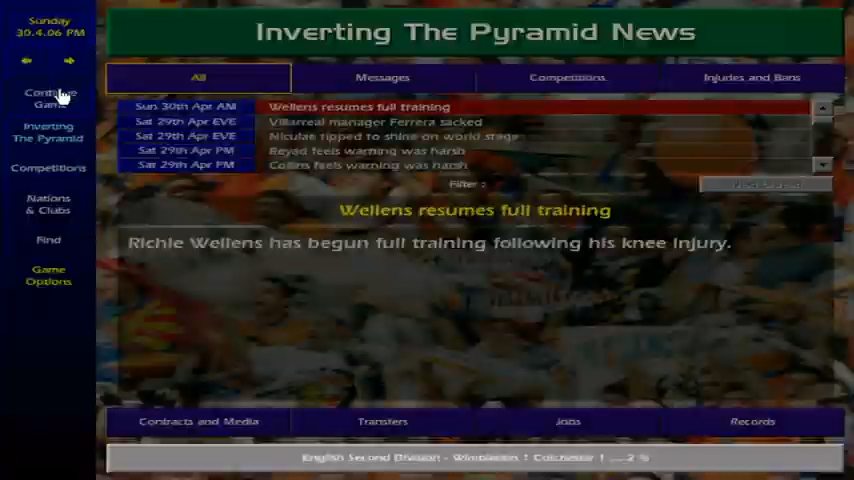 Sunday
30.4.06 PM
Continue
Game
Inverting
The Pyramid
Competitions
Nations
& Clubs
Find
Game
Options
Inverting The Pyramid News
All Messages Competitions Injuries and Bans
Sun 30th Apr AM Wellens resumes full training
Sat 29th Apr EVE Villarreal manager Ferrera sacked
Sat 29th Apr EVE Niculae tipped to shine on world stage
Sat 29th Apr PM Reyad feels warning was harsh
Sat 29th Apr PM Collins feels warning was harsh
Filter :
Wellens resumes full training
Richie Wellens has begun full training following his knee injury.
Contracts and Media Transfers Jobs Records
English Second Division - Wimbledon 1 Colchester 1 ....2 %